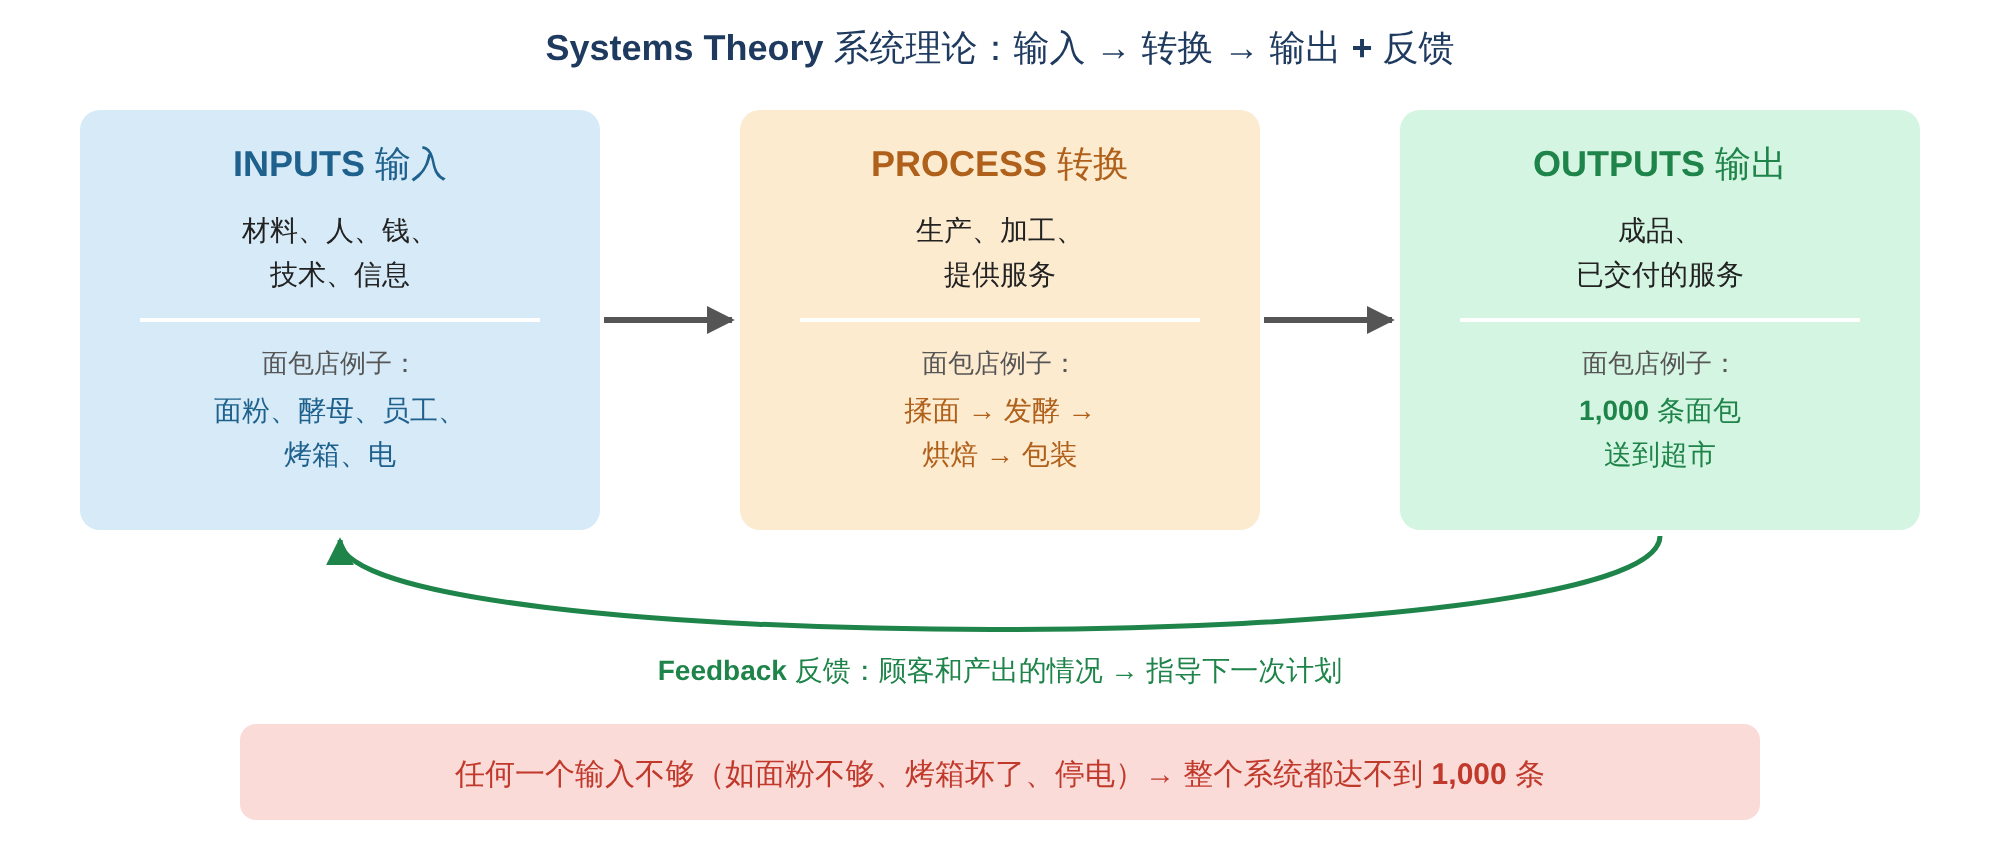 Systems Theory 系统理论：输入 → 转换 → 输出 + 反馈
INPUTS 输入
材料、人、钱、
技术、信息
面包店例子：
面粉、酵母、员工、
烤箱、电
PROCESS 转换
生产、加工、
提供服务
面包店例子：
揉面 → 发酵 →
烘焙 → 包装
OUTPUTS 输出
成品、
已交付的服务
面包店例子：
1,000 条面包
送到超市
Feedback 反馈：顾客和产出的情况 → 指导下一次计划
任何一个输入不够（如面粉不够、烤箱坏了、停电）→ 整个系统都达不到 1,000 条